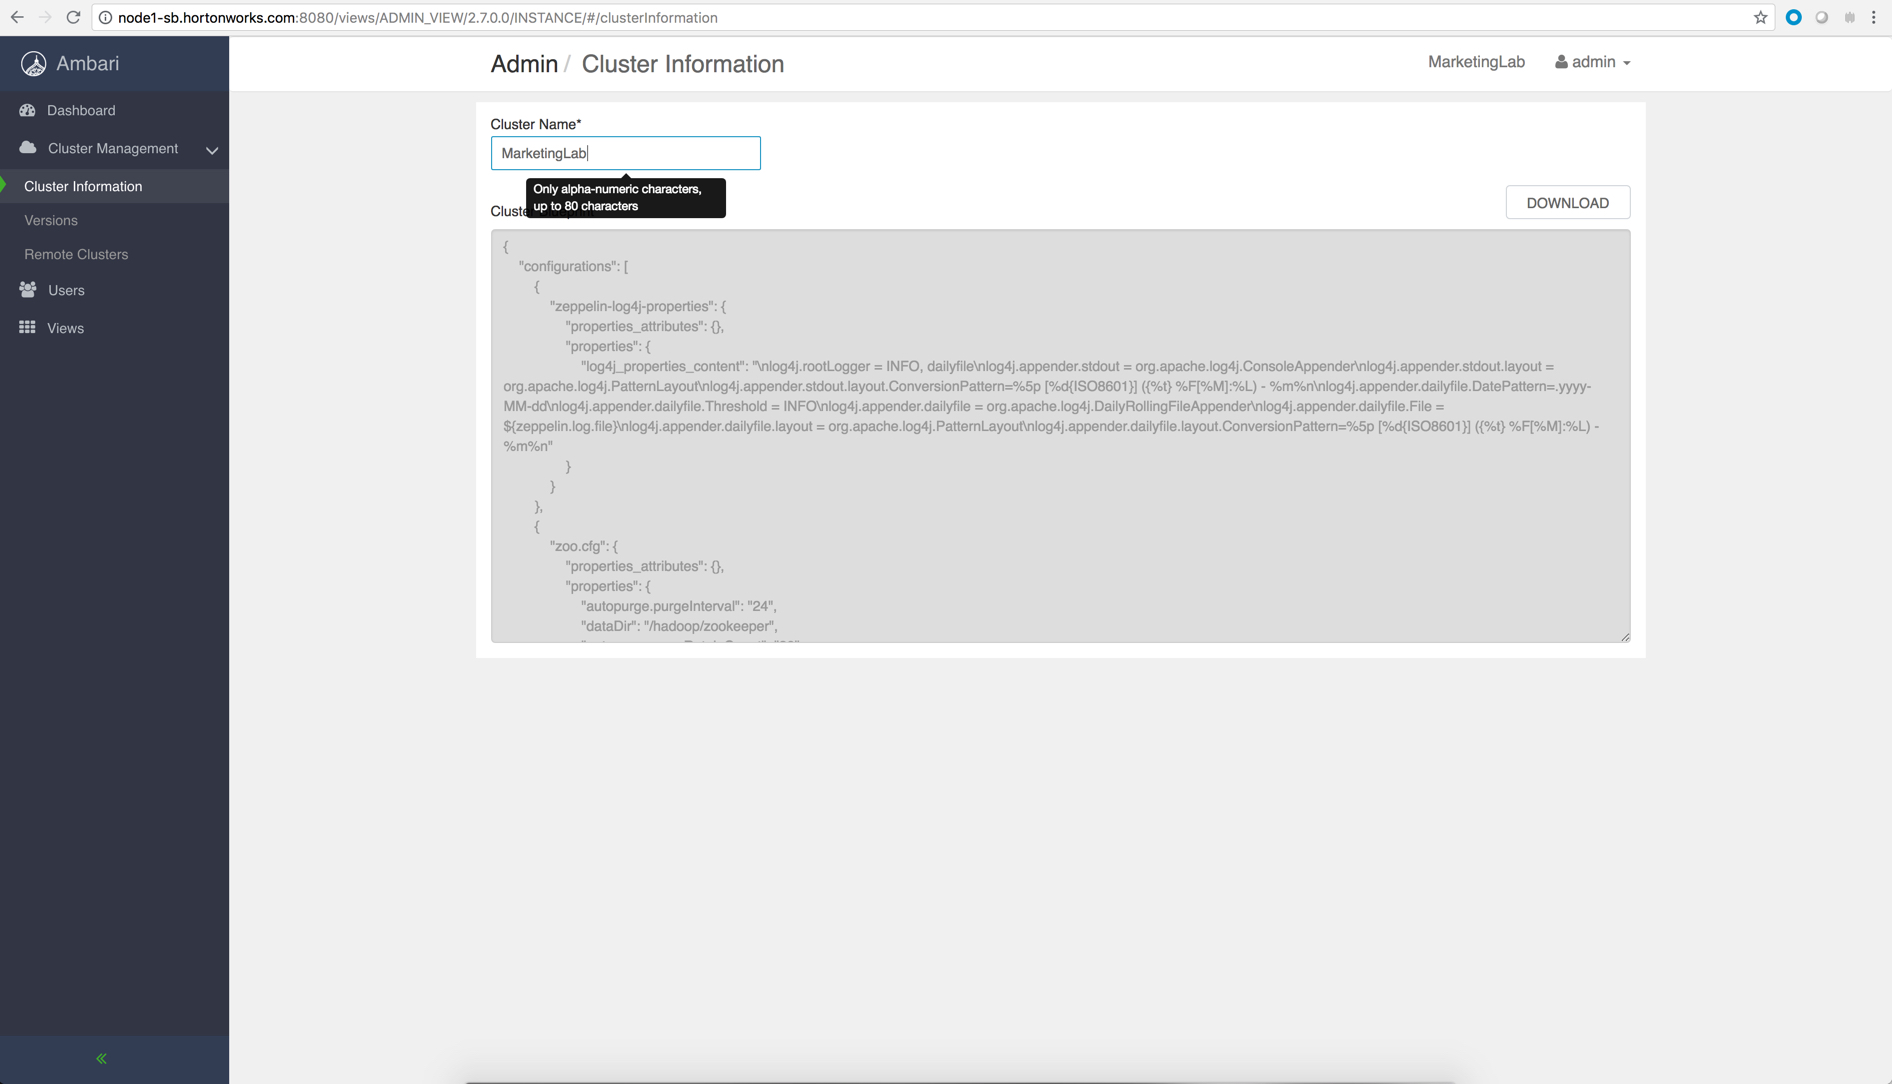 node1-sb.hortonworks.com:8080/views/ADMIN_VIEW/2.7.0.0/INSTANCE/#/clusterInformation
Ambari
Admin / Cluster Information
MarketingLab
admin
Dashboard
Cluster Management
Cluster Information
Versions
Remote Clusters
Users
Views
Cluster Name*
MarketingLab
Only alpha-numeric characters,
up to 80 characters
DOWNLOAD
{
"configurations": [
{
"zeppelin-log4j-properties": {
"properties_attributes": {},
"properties": {
"log4j_properties_content": "\nlog4j.rootLogger = INFO, dailyfile\nlog4j.appender.stdout = org.apache.log4j.ConsoleAppender\nlog4j.appender.stdout.layout =
org.apache.log4j.PatternLayout\nlog4j.appender.stdout.layout.ConversionPattern=%5p [%d{ISO8601}] ({%t} %F[%M]:%L) - %m%n\nlog4j.appender.dailyfile.DatePattern=.yyyy-
MM-dd\nlog4j.appender.dailyfile.Threshold = INFO\nlog4j.appender.dailyfile = org.apache.log4j.DailyRollingFileAppender\nlog4j.appender.dailyfile.File =
${zeppelin.log.file}\nlog4j.appender.dailyfile.layout = org.apache.log4j.PatternLayout\nlog4j.appender.dailyfile.layout.ConversionPattern=%5p [%d{ISO8601}] ({%t} %F[%M]:%L) -
%m%n"
}
}
},
{
"zoo.cfg": {
"properties_attributes": {},
"properties": {
"autopurge.purgeInterval": "24",
"dataDir": "/hadoop/zookeeper",